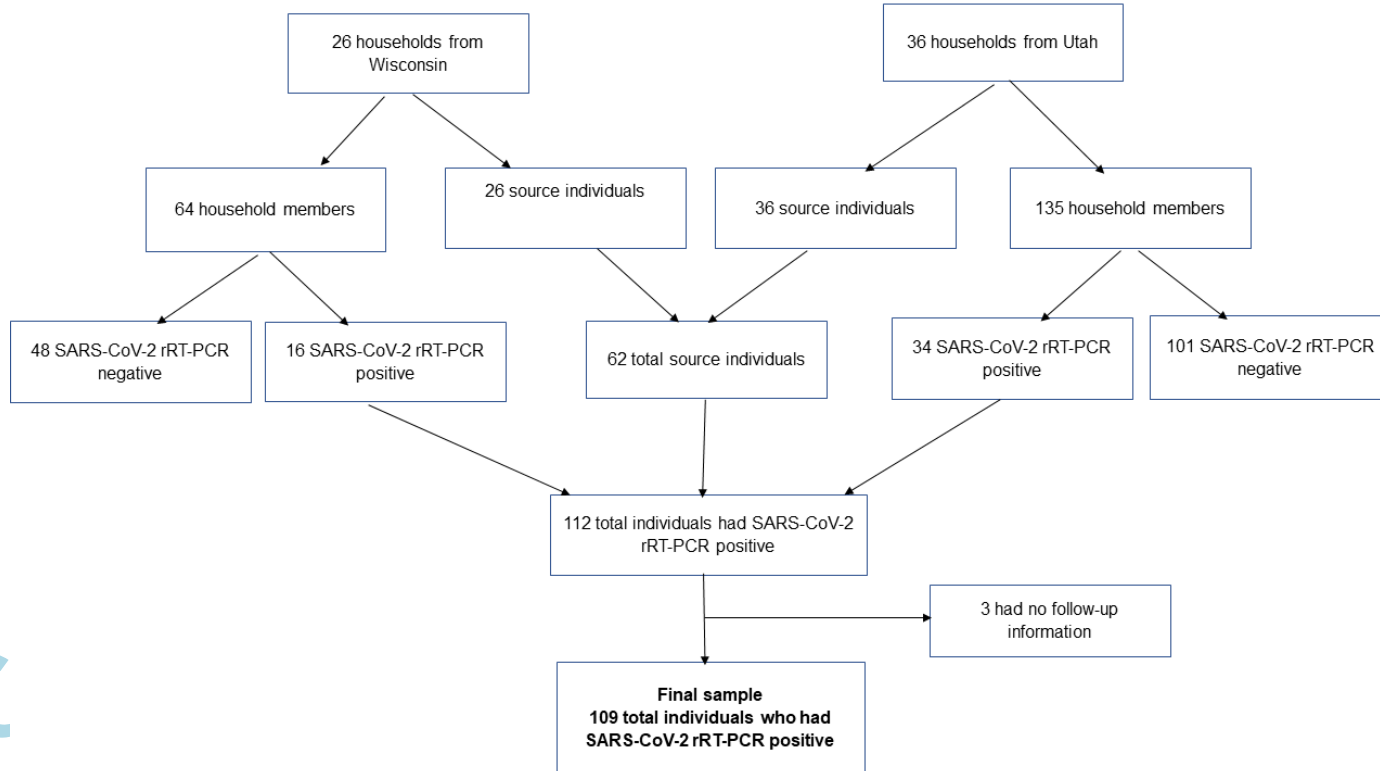 26 households from
Wisconsin
36 households from Utah
64 household members
26 source individuals
36 source individuals
135 household members
48 SARS-CoV-2 rRT-PCR
negative
16 SARS-CoV-2 rRT-PCR
positive
62 total source individuals
34 SARS-CoV-2 rRT-PCR
positive
101 SARS-CoV-2 rRT-PCR
negative
112 total individuals had SARS-CoV-2
rRT-PCR positive
3 had no follow-up
information
Final sample
109 total individuals who had
SARS-CoV-2 rRT-PCR positive